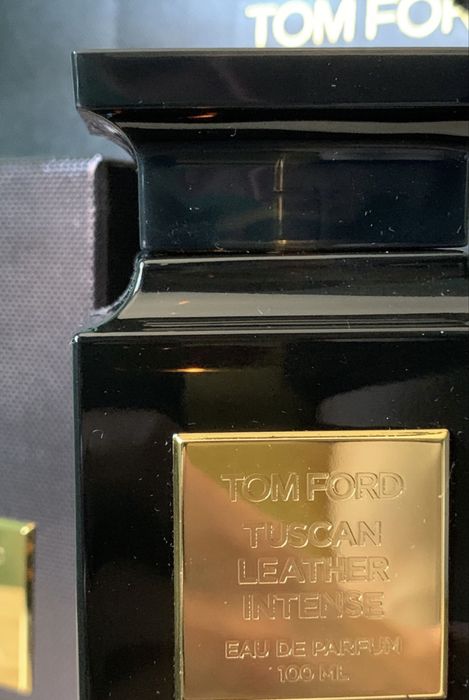 TOM FORD
TOM FORD
TUSCAN
LEATHER
INTENSE
EAU DE PARFUM
100 ML